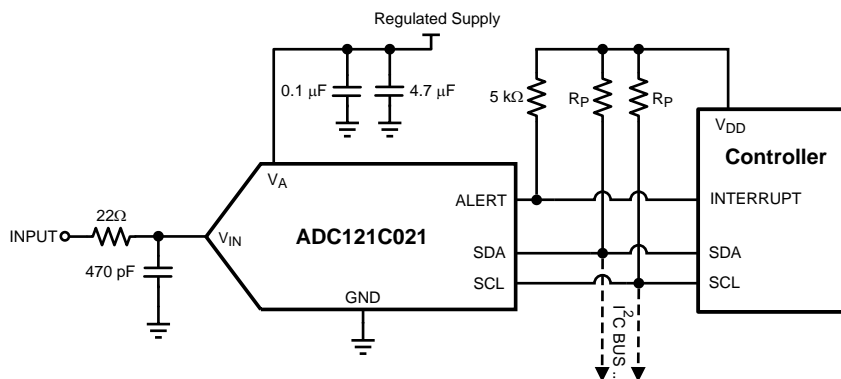 Regulated Supply
0.1 μF
4.7 μF
5 kΩ
RP
RP
VDD
Controller
VA
ALERT
INTERRUPT
22Ω
INPUT
VIN
ADC121C021
SDA
SDA
470 pF
SCL
SCL
GND
I2C BUS ...